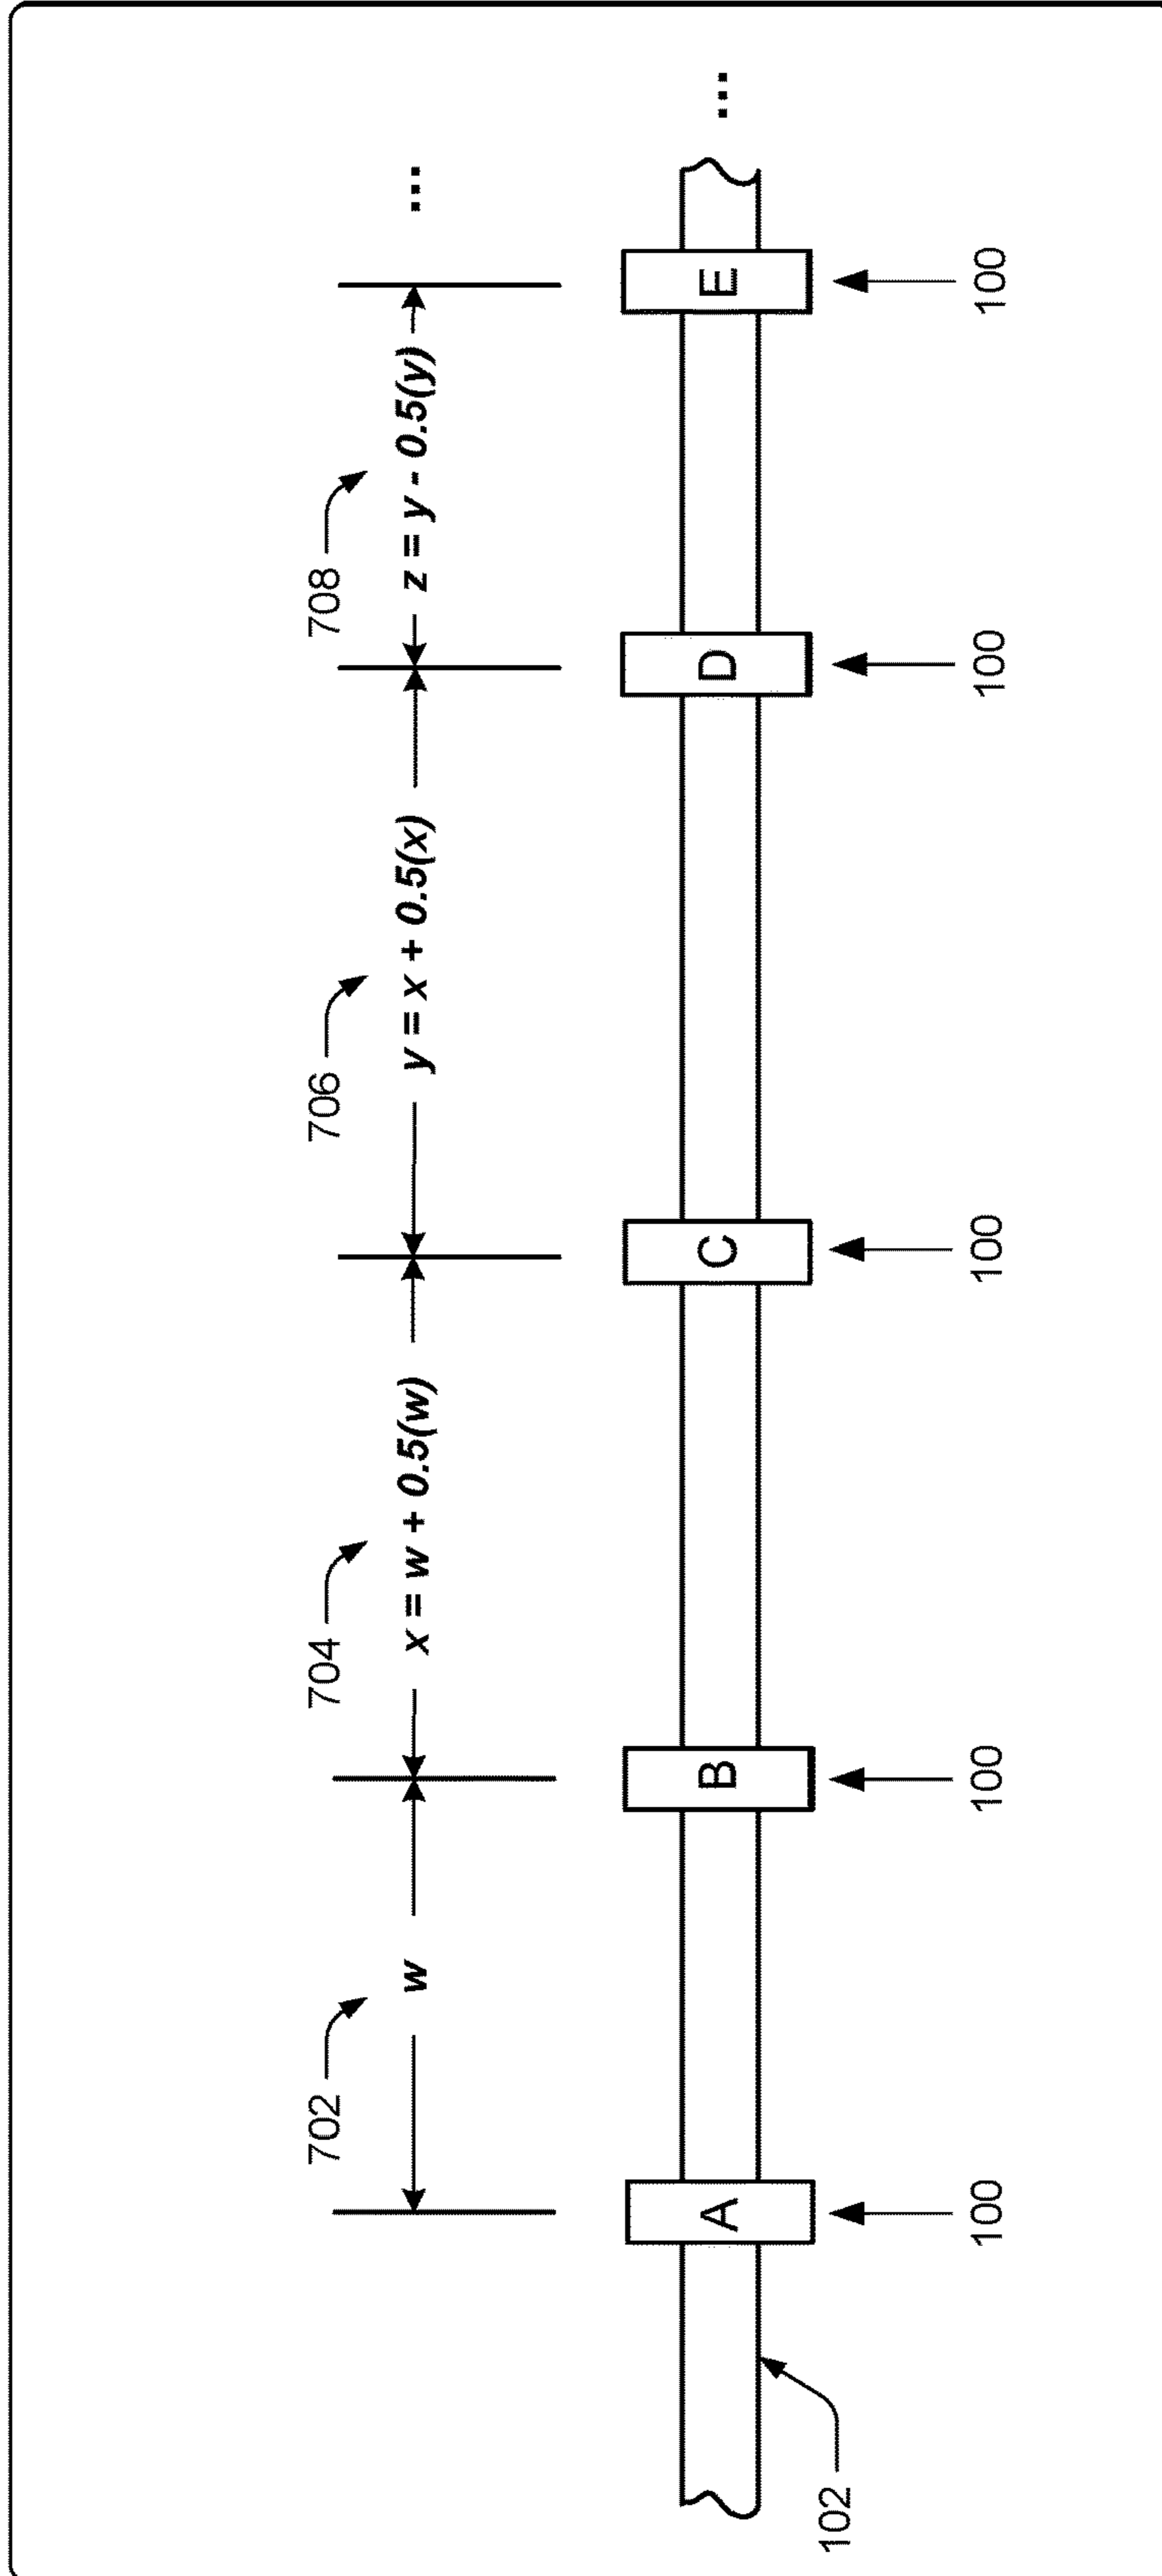 702 704 706 708
w x = w + 0.5(w) y = x + 0.5(x) z = y - 0.5(y) ...
A B C D E ...
102 100 100 100 100 100